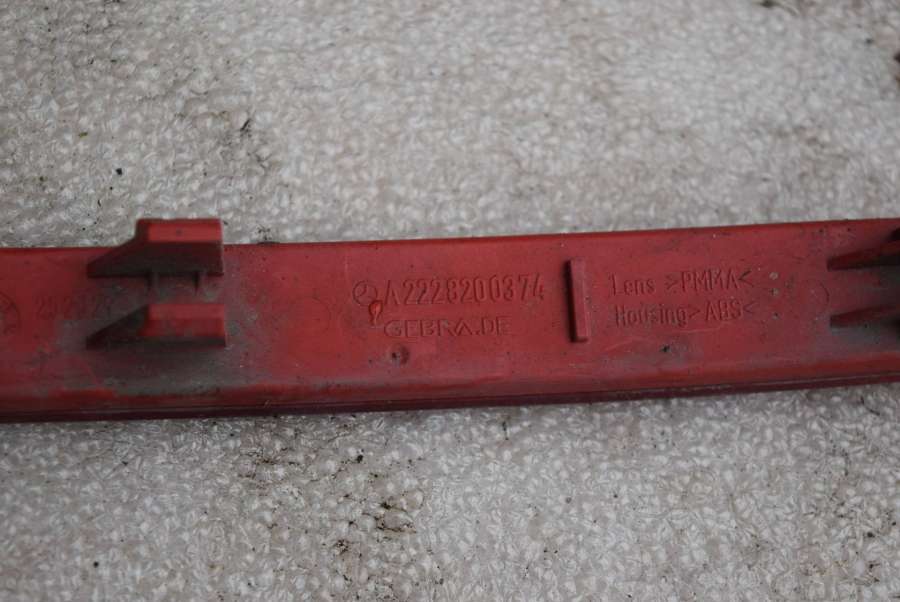 A2228200374
GEBRA.DE
Lens >PMMA<
Housing >ABS<